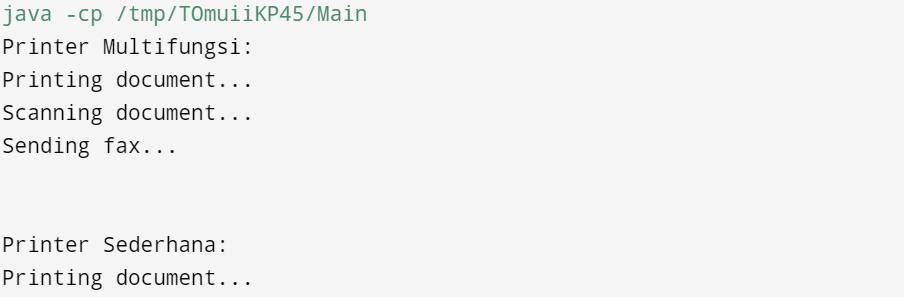 java -cp /tmp/TOmuiiKP45/Main
Printer Multifungsi:
Printing document...
Scanning document...
Sending fax...
Printer Sederhana:
Printing document...